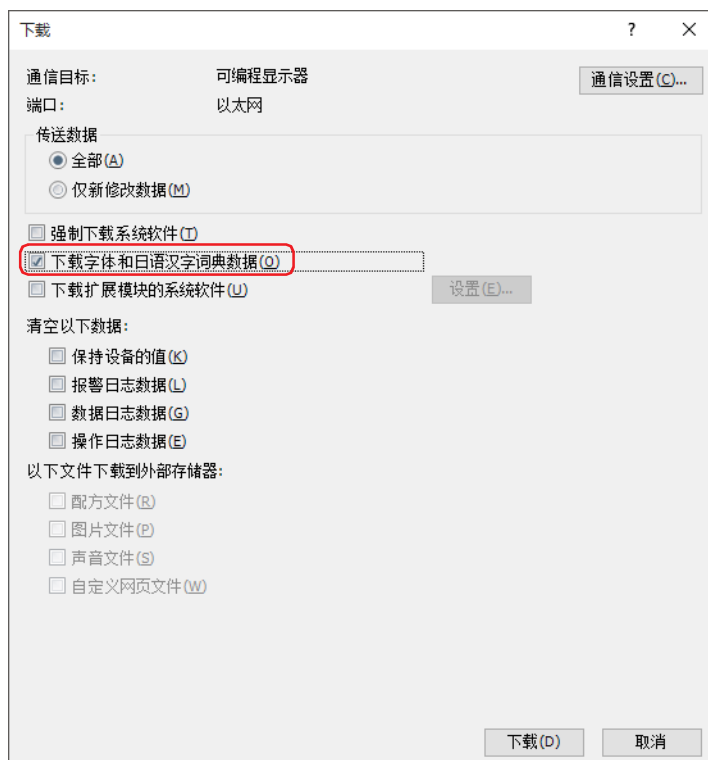 下载
通信目标: 可编程显示器 通信设置(C)...
端口: 以太网
传送数据
全部(A)
仅新修改数据(M)
强制下载系统软件(T)
下载字体和日语汉字词典数据(O)
下载扩展模块的系统软件(U) 设置(E)...
清空以下数据:
保持设备的值(K)
报警日志数据(L)
数据日志数据(G)
操作日志数据(E)
以下文件下载到外部存储器:
配方文件(R)
图片文件(P)
声音文件(S)
自定义网页文件(W)
下载(D) 取消